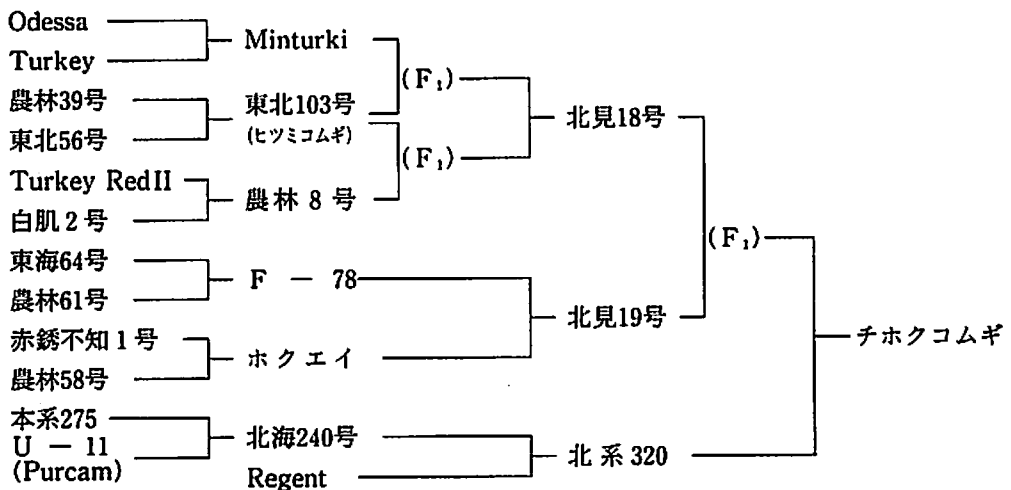 Odessa
Turkey
Minturki
(F₁)
農林39号
東北56号
東北103号
(ヒツミコムギ)
北見18号
(F₁)
Turkey RedII
白肌2号
農林8号
(F₁)
東海64号
農林61号
F － 78
北見19号
赤銹不知1号
農林58号
ホクエイ
チホクコムギ
本系275
U － 11
(Purcam)
北海240号
Regent
北系320